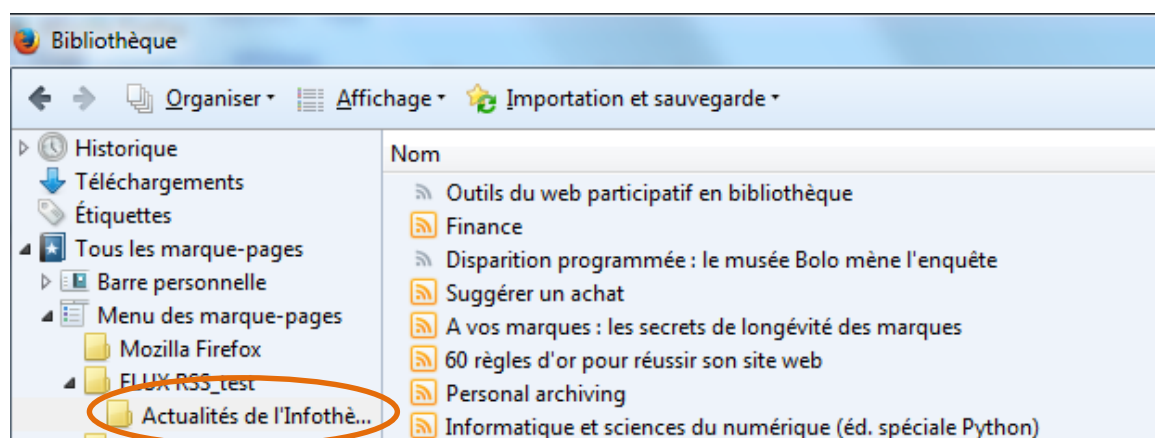 Bibliothèque
Organiser Affichage Importation et sauvegarde
Historique
Téléchargements
Étiquettes
Tous les marque-pages
Barre personnelle
Menu des marque-pages
Mozilla Firefox
FLUX RSS_test
Actualités de l'Infothè...
Nom
Outils du web participatif en bibliothèque
Finance
Disparition programmée : le musée Bolo mène l'enquête
Suggérer un achat
A vos marques : les secrets de longévité des marques
60 règles d'or pour réussir son site web
Personal archiving
Informatique et sciences du numérique (éd. spéciale Python)